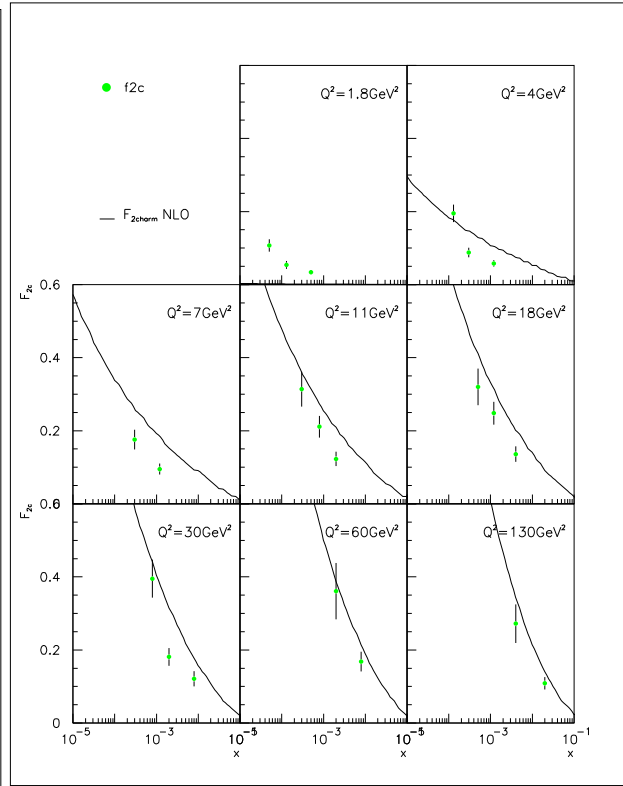 f2c
F2charm NLO
Q²=1.8GeV²
Q²=4GeV²
F2c
0.6
0.4
0.2
0
Q²=7GeV²
Q²=11GeV²
Q²=18GeV²
F2c
0.6
0.4
0.2
0
Q²=30GeV²
Q²=60GeV²
Q²=130GeV²
10⁻⁵ 10⁻³ 10⁻⁵ 10⁻³ 10⁻⁵ 10⁻³ 10⁻¹
x x x